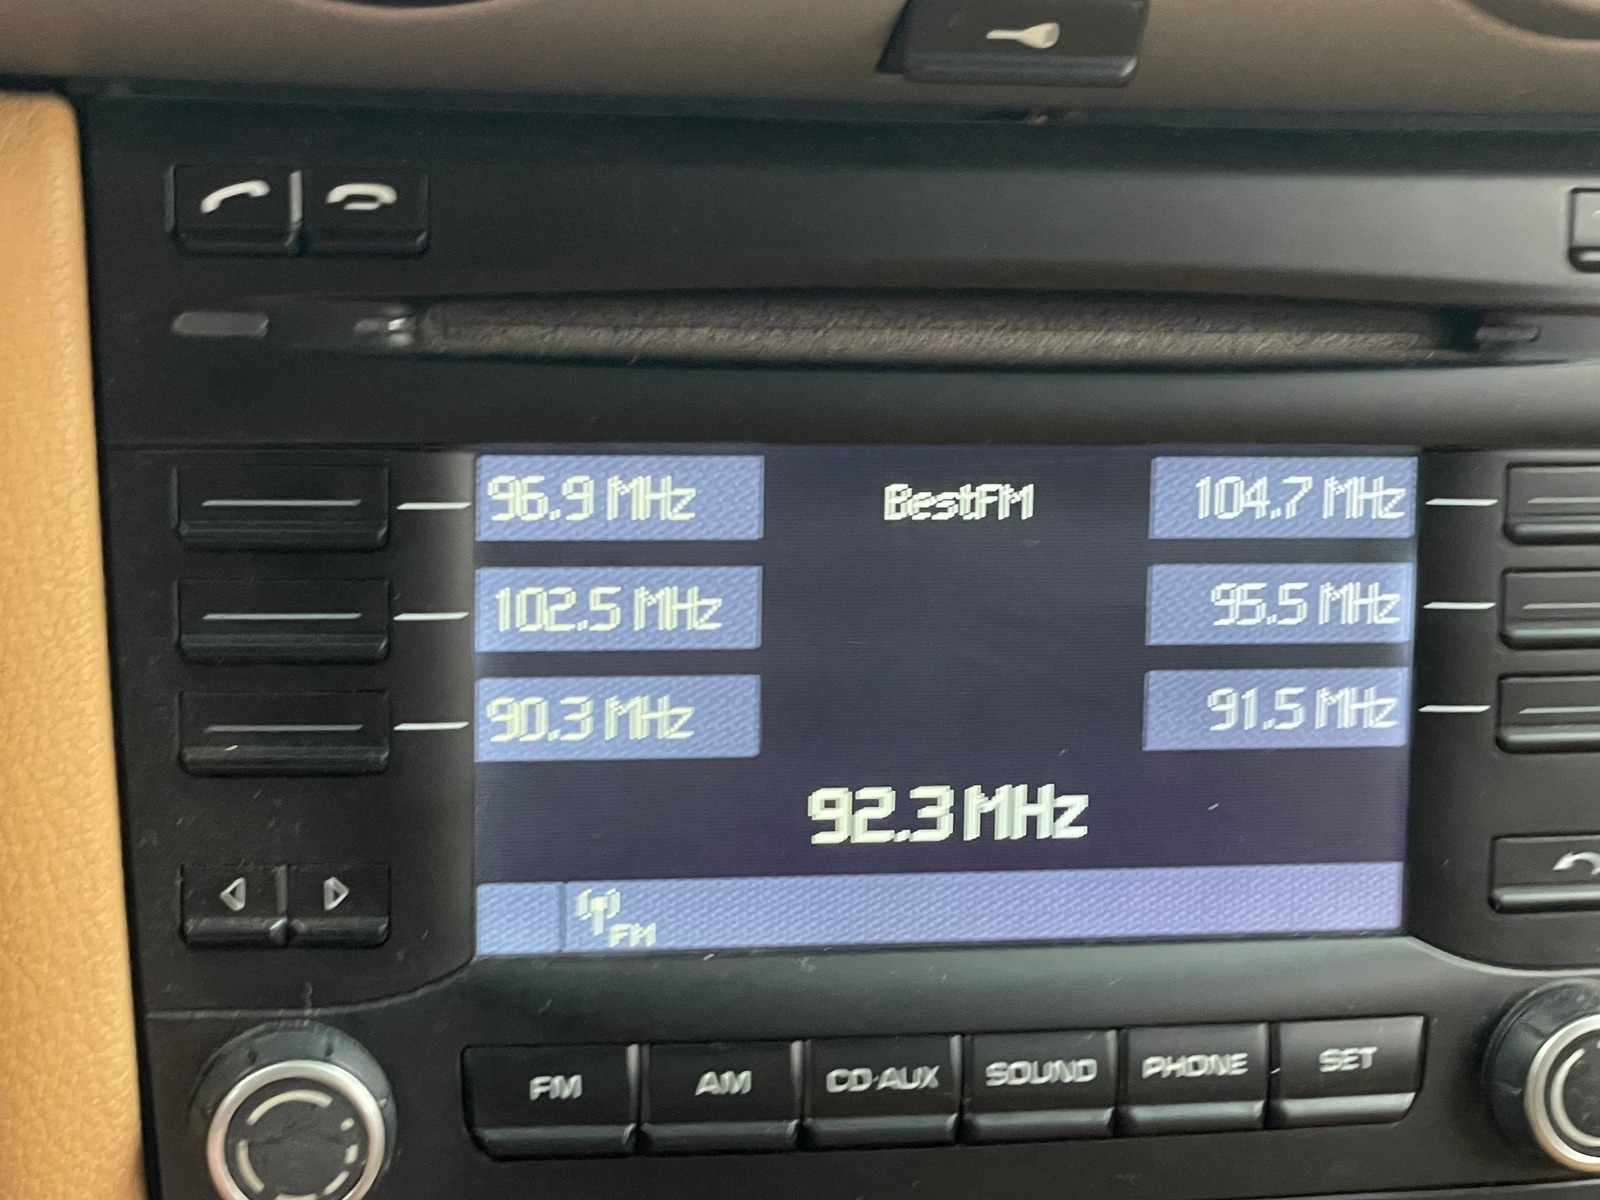 96.9 MHz
BestFM
104.7 MHz
102.5 MHz
95.5 MHz
90.3 MHz
91.5 MHz
92.3 MHz
FM
FM
AM
CD·AUX
SOUND
PHONE
SET